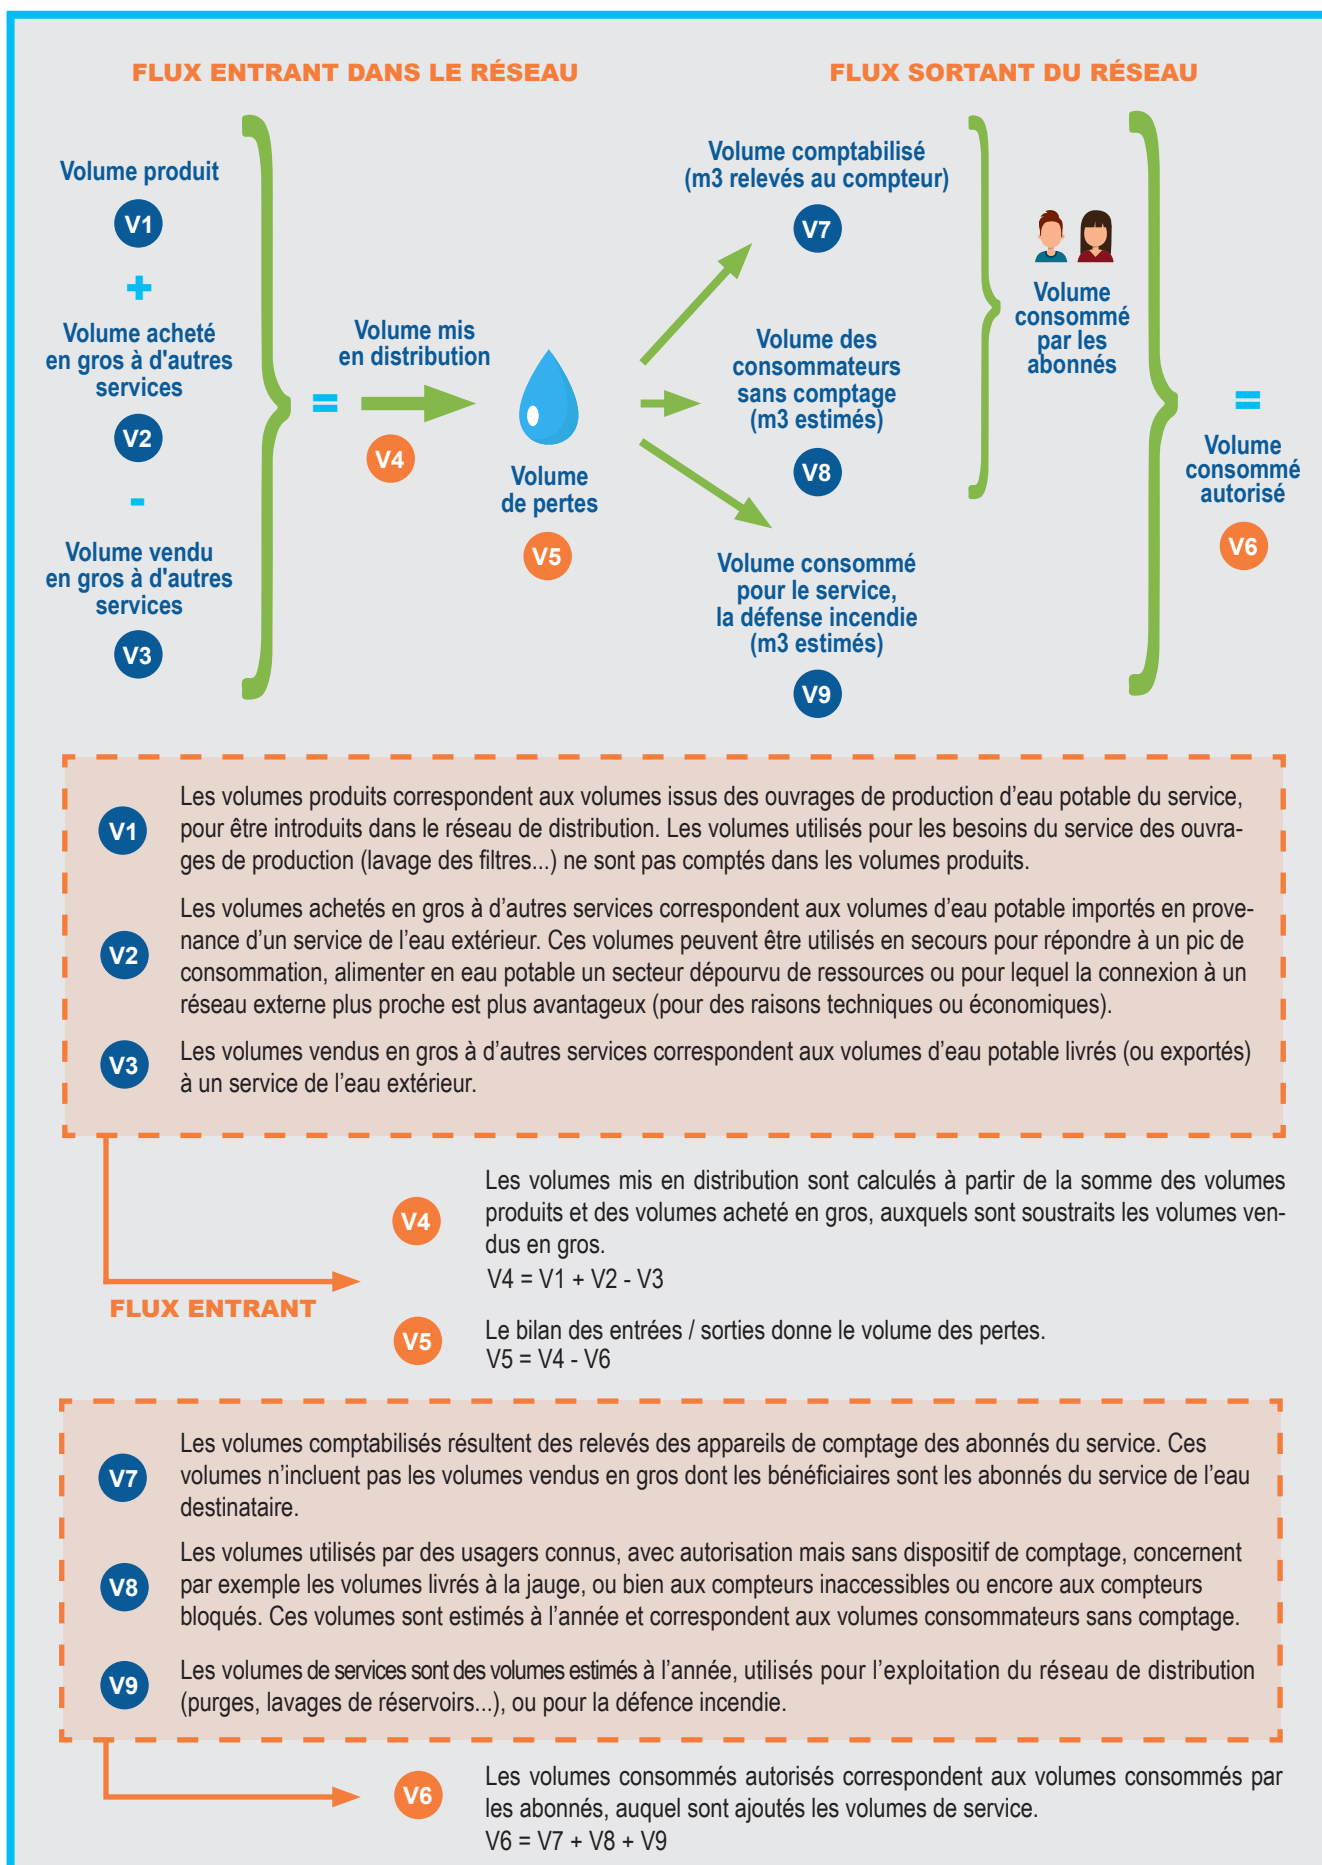 FLUX ENTRANT DANS LE RÉSEAU
Volume produit
V1
+
Volume acheté
en gros à d'autres
services
V2
-
Volume vendu
en gros à d'autres
services
V3
=
Volume mis
en distribution
V4
Volume
de pertes
V5
FLUX SORTANT DU RÉSEAU
Volume comptabilisé
(m3 relevés au compteur)
V7
Volume des
consommateurs
sans comptage
(m3 estimés)
V8
Volume consommé
pour le service,
la défense incendie
(m3 estimés)
V9
Volume
consommé
par les
abonnés
=
Volume
consommé
autorisé
V6
V1
Les volumes produits correspondent aux volumes issus des ouvrages de production d’eau potable du service,
pour être introduits dans le réseau de distribution. Les volumes utilisés pour les besoins du service des ouvra-
ges de production (lavage des filtres...) ne sont pas comptés dans les volumes produits.
V2
Les volumes achetés en gros à d’autres services correspondent aux volumes d’eau potable importés en prove-
nance d’un service de l’eau extérieur. Ces volumes peuvent être utilisés en secours pour répondre à un pic de
consommation, alimenter en eau potable un secteur dépourvu de ressources ou pour lequel la connexion à un
réseau externe plus proche est plus avantageux (pour des raisons techniques ou économiques).
V3
Les volumes vendus en gros à d’autres services correspondent aux volumes d’eau potable livrés (ou exportés)
à un service de l’eau extérieur.
FLUX ENTRANT
V4
Les volumes mis en distribution sont calculés à partir de la somme des volumes
produits et des volumes acheté en gros, auxquels sont soustraits les volumes ven-
dus en gros.
V4 = V1 + V2 - V3
V5
Le bilan des entrées / sorties donne le volume des pertes.
V5 = V4 - V6
V7
Les volumes comptabilisés résultent des relevés des appareils de comptage des abonnés du service. Ces
volumes n’incluent pas les volumes vendus en gros dont les bénéficiaires sont les abonnés du service de l’eau
destinataire.
V8
Les volumes utilisés par des usagers connus, avec autorisation mais sans dispositif de comptage, concernent
par exemple les volumes livrés à la jauge, ou bien aux compteurs inaccessibles ou encore aux compteurs
bloqués. Ces volumes sont estimés à l’année et correspondent aux volumes consommateurs sans comptage.
V9
Les volumes de services sont des volumes estimés à l’année, utilisés pour l’exploitation du réseau de distribution
(purges, lavages de réservoirs...), ou pour la défence incendie.
V6
Les volumes consommés autorisés correspondent aux volumes consommés par
les abonnés, auquel sont ajoutés les volumes de service.
V6 = V7 + V8 + V9